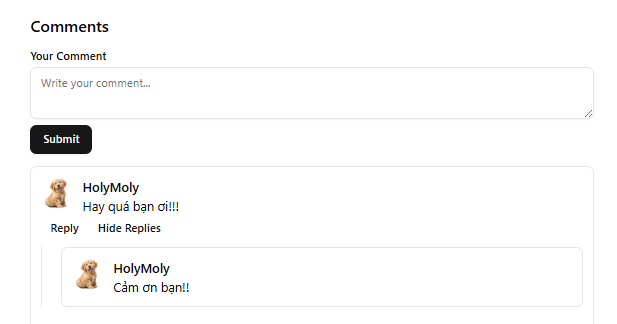 Comments
Your Comment
Write your comment...
Submit
HolyMoly
Hay quá bạn ơi!!!
Reply Hide Replies
HolyMoly
Cảm ơn bạn!!